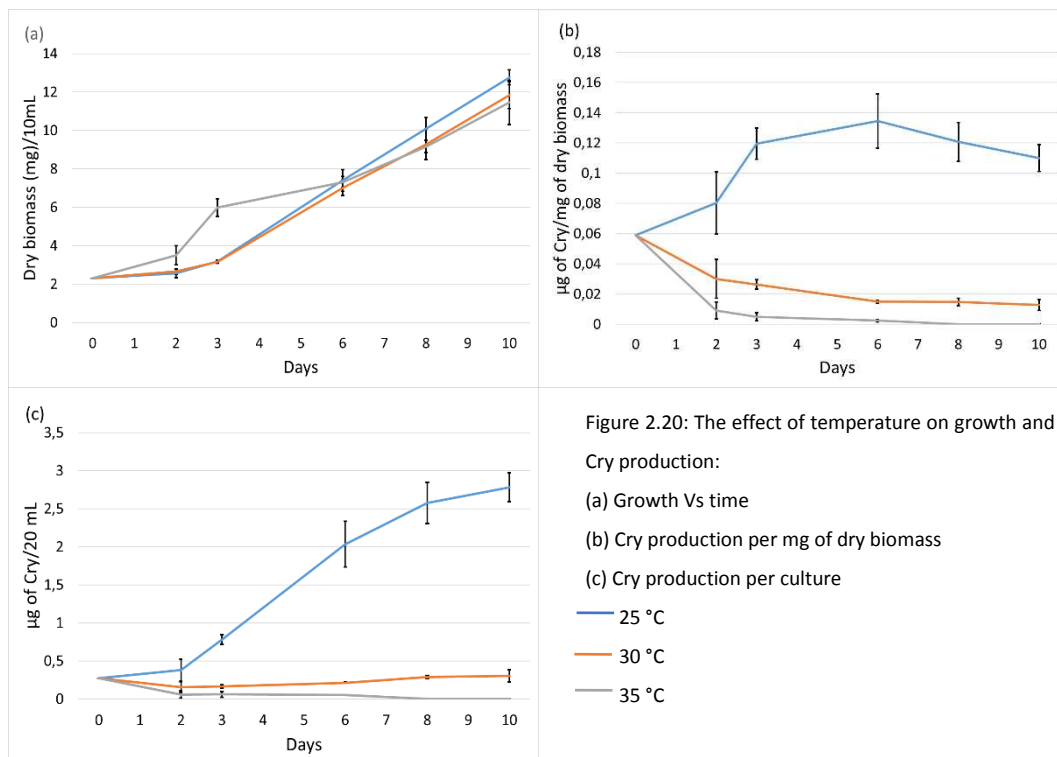 (a)
14
12
10
8
6
4
2
0
Dry biomass (mg)/10mL
0 1 2 3 4 5 6 7 8 9 10
Days
(b)
0,18
0,16
0,14
0,12
0,1
0,08
0,06
0,04
0,02
0
µg of Cry/mg of dry biomass
0 1 2 3 4 5 6 7 8 9 10
Days
(c)
3,5
3
2,5
2
1,5
1
0,5
0
µg of Cry/20 mL
0 1 2 3 4 5 6 7 8 9 10
Days
Figure 2.20: The effect of temperature on growth and
Cry production:
(a) Growth Vs time
(b) Cry production per mg of dry biomass
(c) Cry production per culture
25 °C
30 °C
35 °C